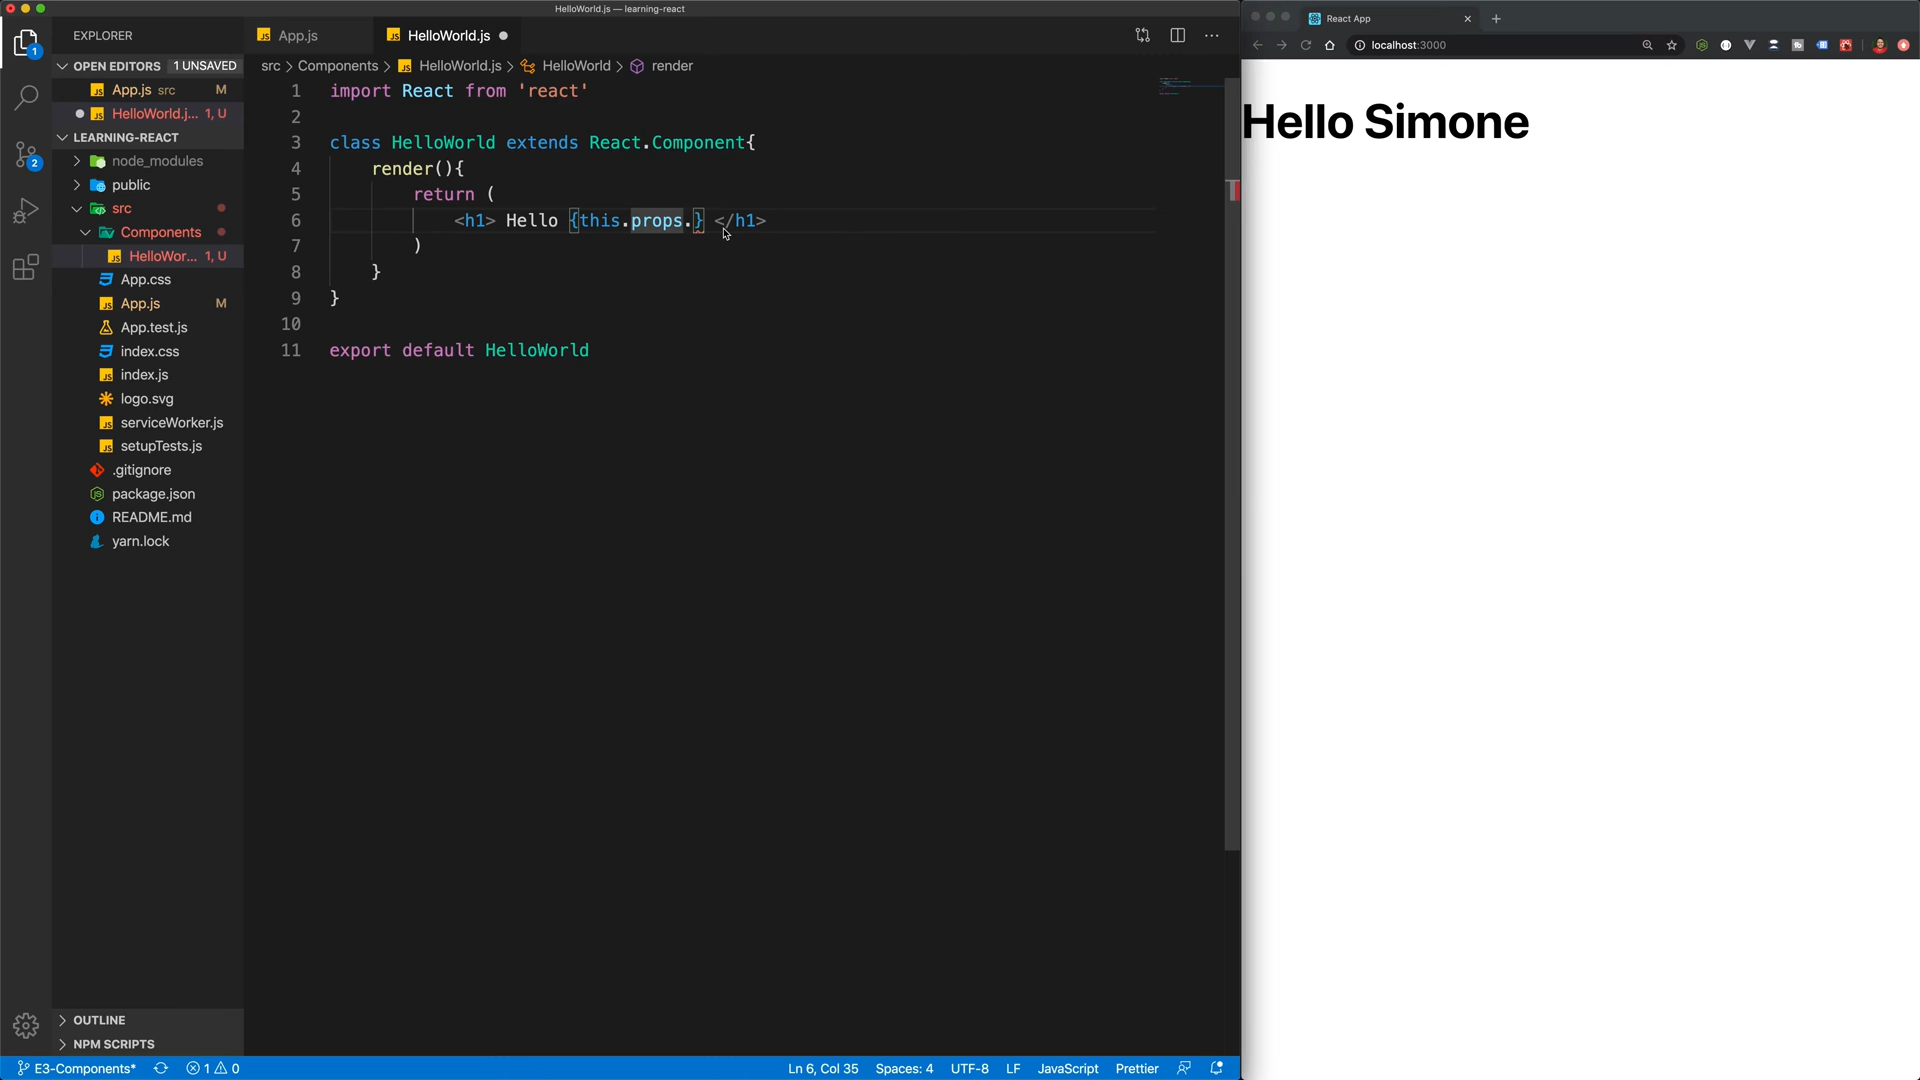 HelloWorld.js — learning-react
EXPLORER
App.js
HelloWorld.js
OPEN EDITORS 1 UNSAVED
App.js src M
HelloWorld.j... 1, U
LEARNING-REACT
node_modules
public
src
Components
HelloWor... 1, U
App.css
App.js M
App.test.js
index.css
index.js
logo.svg
serviceWorker.js
setupTests.js
.gitignore
package.json
README.md
yarn.lock
OUTLINE
NPM SCRIPTS
src > Components > HelloWorld.js > HelloWorld > render
1 import React from 'react'
2
3 class HelloWorld extends React.Component{
4 render(){
5 return (
6 <h1> Hello {this.props.} </h1>
7 )
8 }
9 }
10
11 export default HelloWorld
E3-Components* 1 0
Ln 6, Col 35 Spaces: 4 UTF-8 LF JavaScript Prettier
React App
localhost:3000
Hello Simone